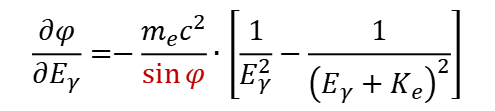 ∂φ/∂E_γ = − m_e c²/sin φ · [1/E_γ² − 1/(E_γ + K_e)²]